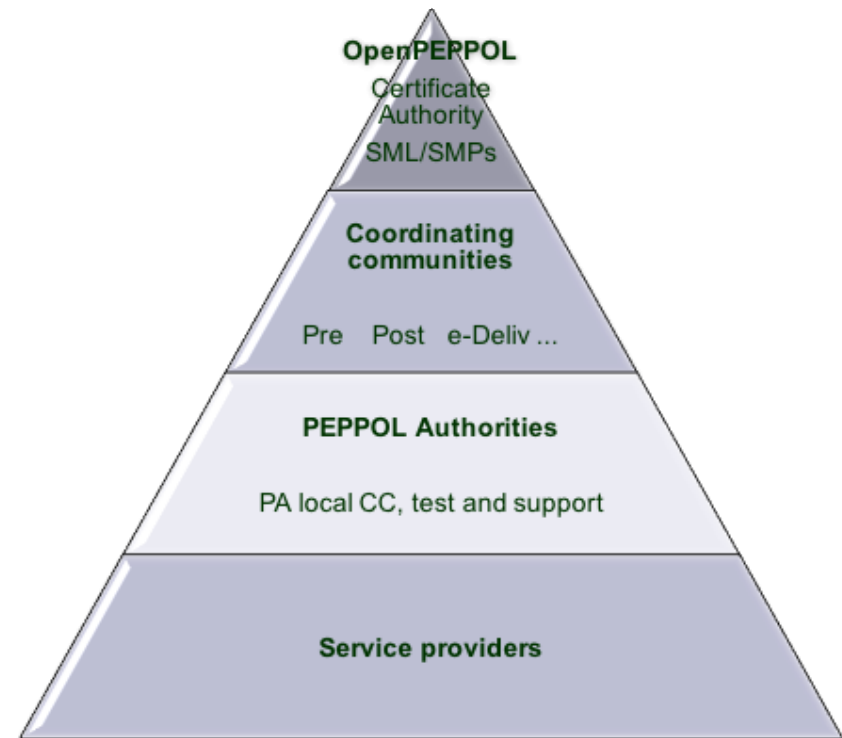 OpenPEPPOL
Certificate
Authority
SML/SMPs
Coordinating
communities
Pre Post e-Deliv ...
PEPPOL Authorities
PA local CC, test and support
Service providers